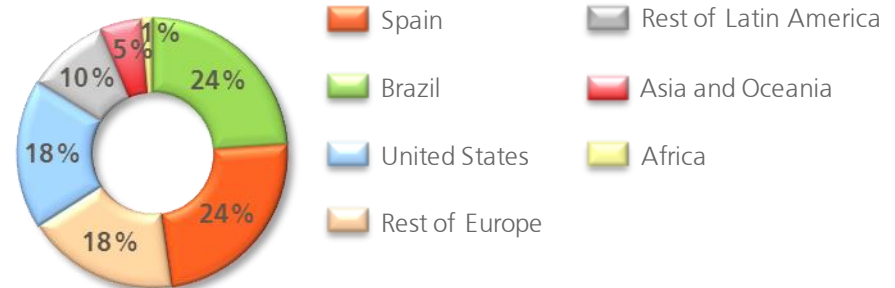 1%
5%
10%
24%
18%
24%
18%
Spain
Brazil
United States
Rest of Europe
Rest of Latin America
Asia and Oceania
Africa